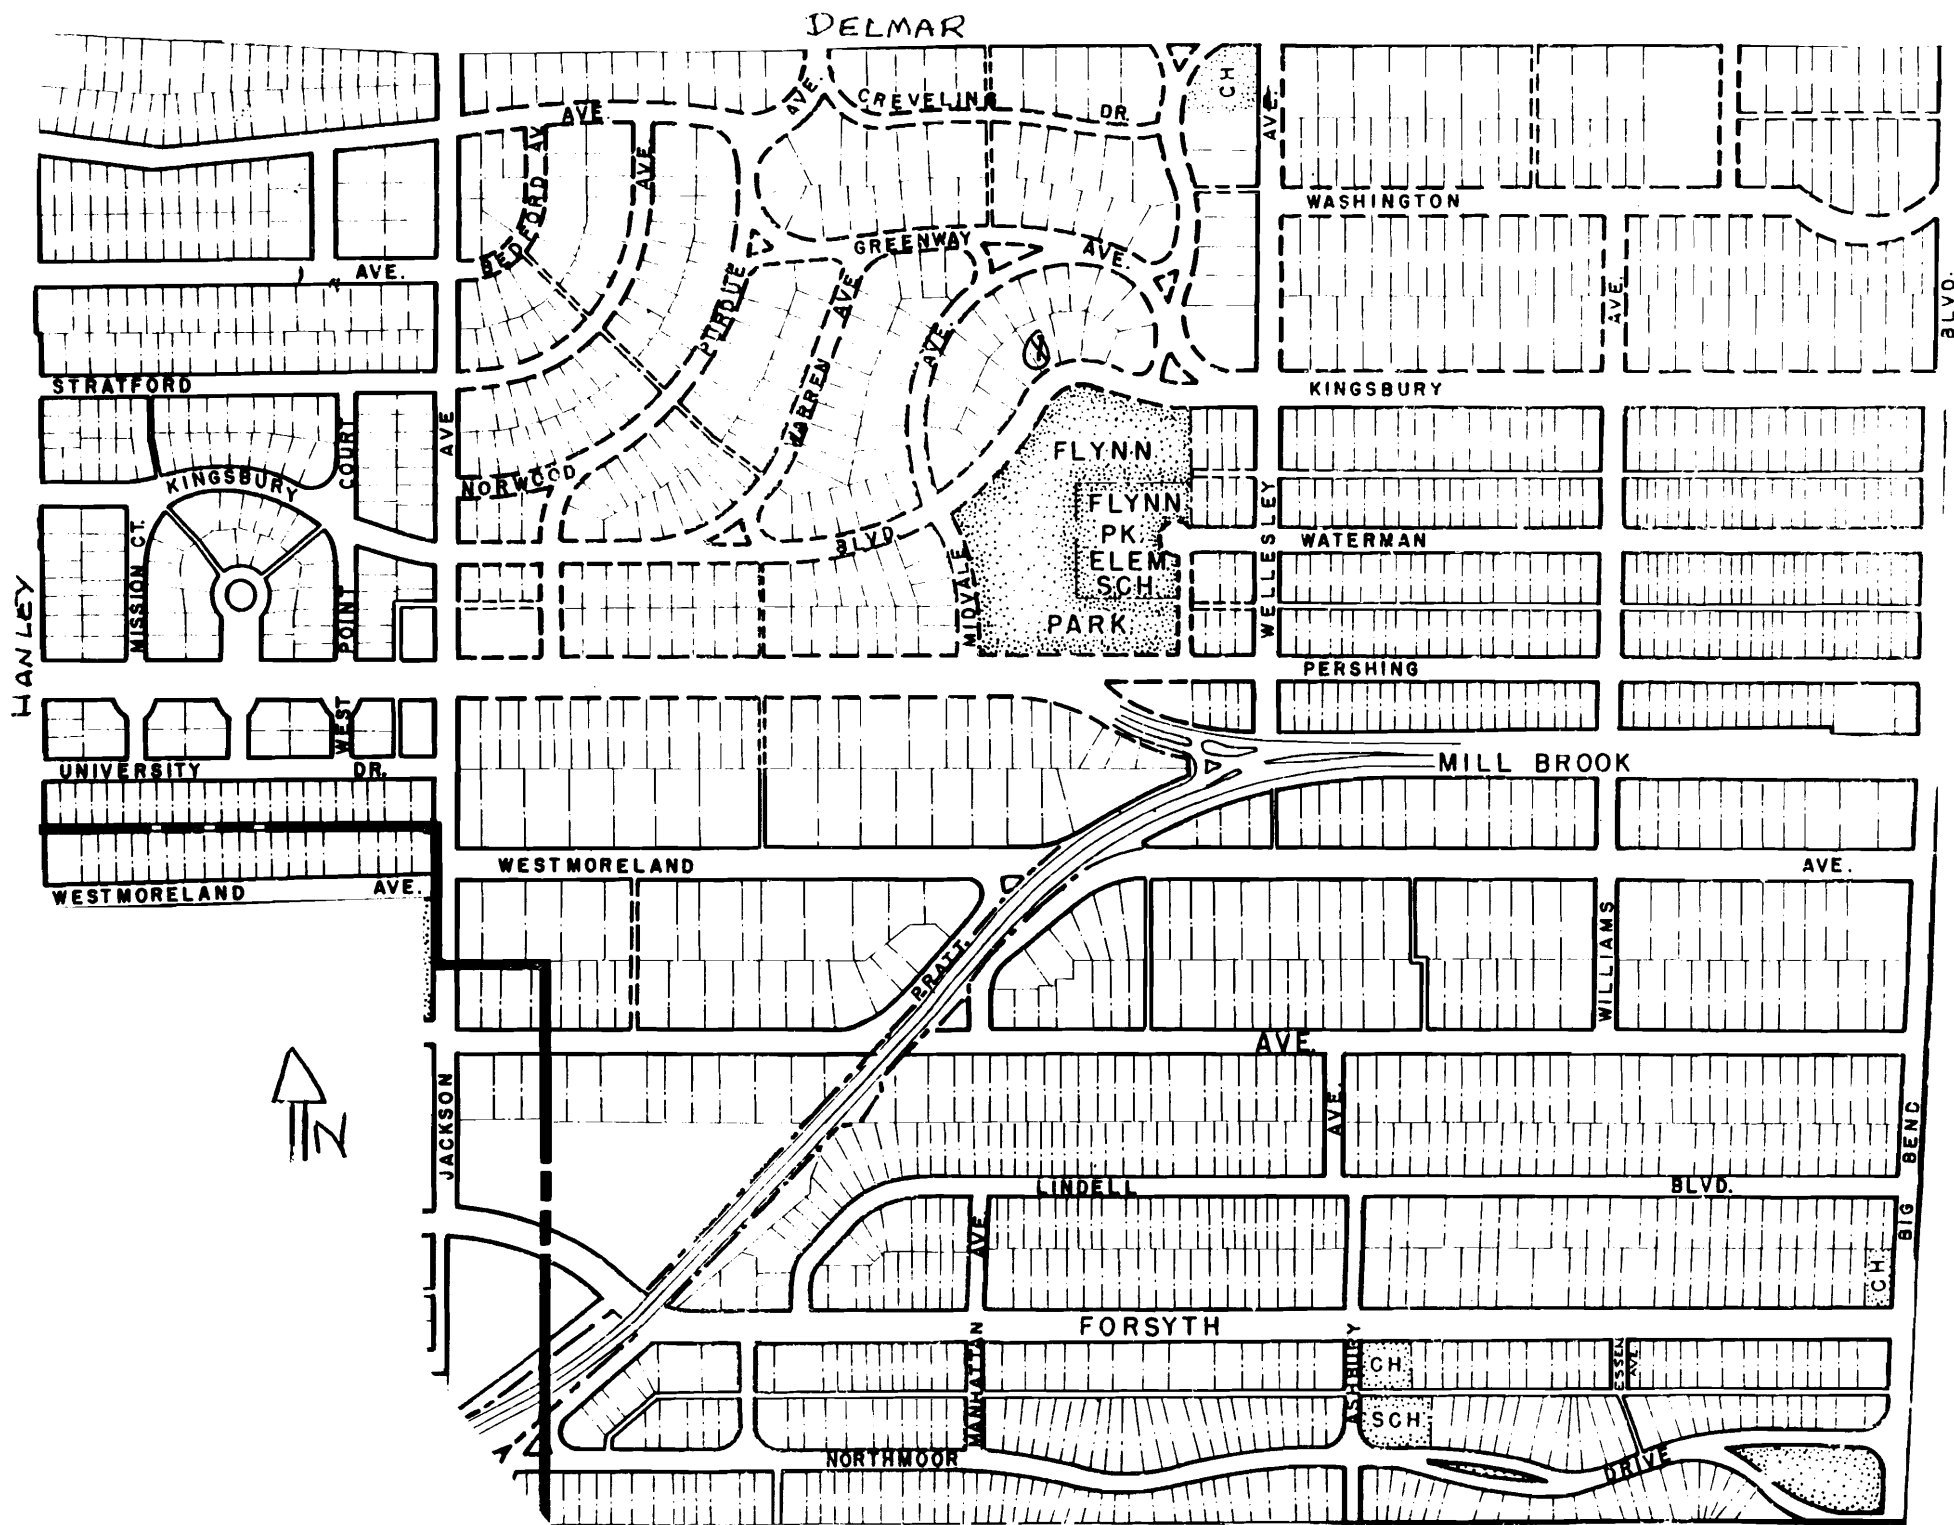 DELMAR
CH
AVE.
CREVELING
DR.
AVE.
AVE.
BEDFORD AV
AVE.
WASHINGTON
GREENWAY
AVE.
AVE.
PURDUE
WARREN AVE.
AVE.
AVE.
BLVD.
STRATFORD
KINGSBURY
AVE
COURT
KINGSBURY
NORWOOD
FLYNN
FLYNN
PK.
ELEM
SCH.
PARK
WELLESLEY
WATERMAN
BLVD.
MISSION CT.
MIDVALE
POINT
HANLEY
PERSHING
WEST
UNIVERSITY DR.
MILL BROOK
WESTMORELAND
AVE.
WESTMORELAND AVE.
WILLIAMS
PRATT
AVE.
N
JACKSON
AVE.
BIG BEND
LINDELL
BLVD.
AVE.
CH.
FORSYTH
MANHATTAN
ASHBURY
CH.
ESSEN AVE.
SCH.
NORTHMOOR
DRIVE